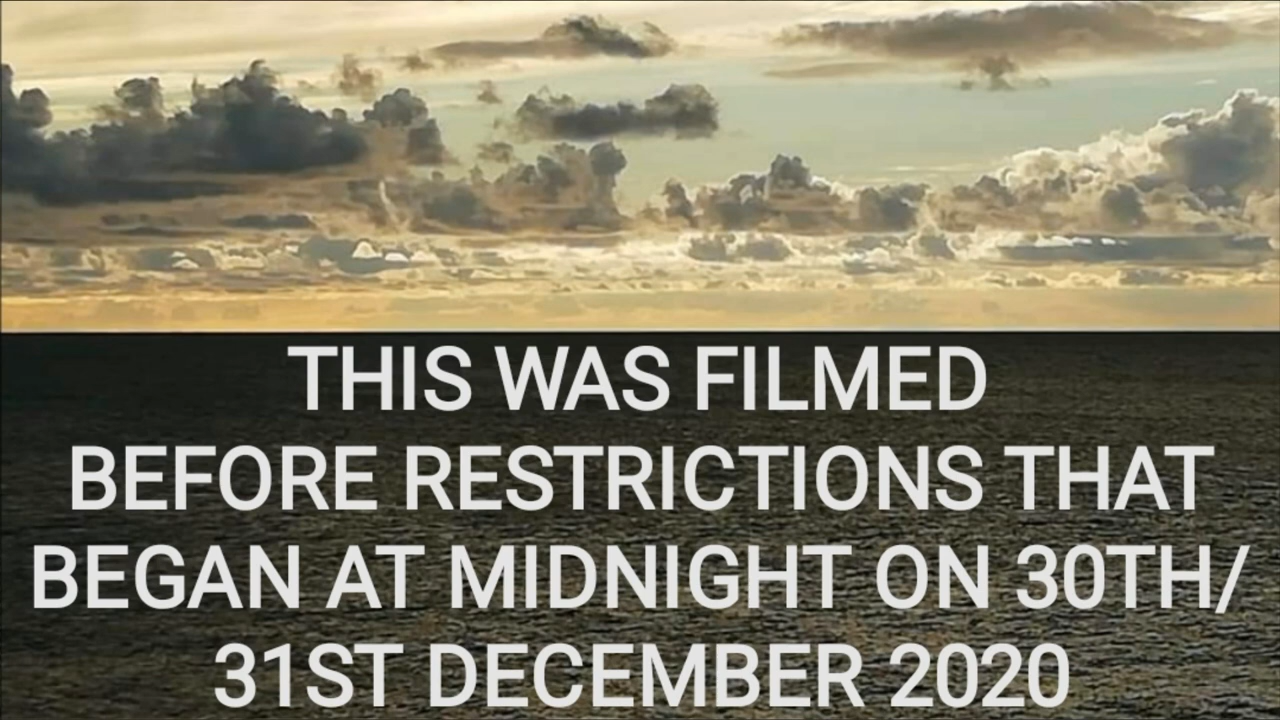 THIS WAS FILMED
BEFORE RESTRICTIONS THAT
BEGAN AT MIDNIGHT ON 30TH/
31ST DECEMBER 2020